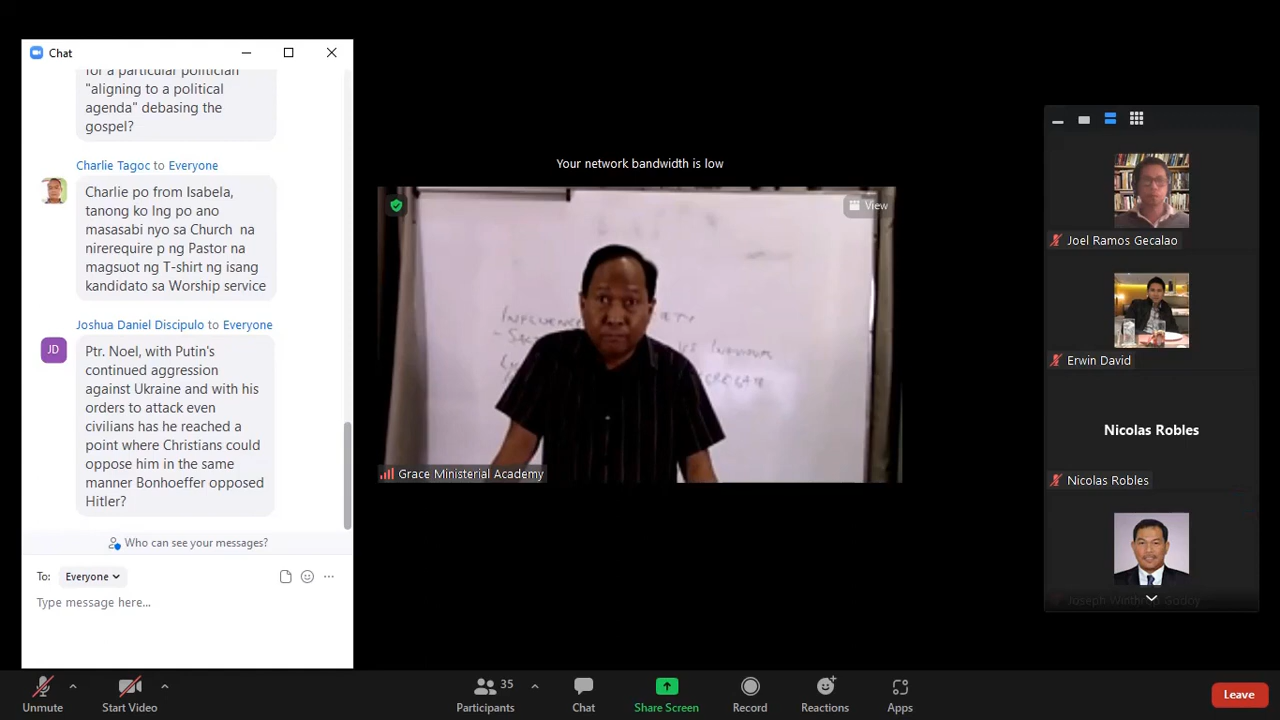 Chat
for a particular politician
"aligning to a political
agenda" debasing the
gospel?
Charlie Tagoc to Everyone
Charlie po from Isabela,
tanong ko lng po ano
masasabi nyo sa Church na
nirerequire p ng Pastor na
magsuot ng T-shirt ng isang
kandidato sa Worship service
Joshua Daniel Discipulo to Everyone
JD
Ptr. Noel, with Putin's
continued aggression
against Ukraine and with his
orders to attack even
civilians has he reached a
point where Christians could
oppose him in the same
manner Bonhoeffer opposed
Hitler?
Who can see your messages?
To: Everyone
Type message here...
Your network bandwidth is low
View
Grace Ministerial Academy
Joel Ramos Gecalao
Erwin David
Nicolas Robles
Nicolas Robles
Joseph Winthrop Godoy
Unmute
Start Video
35
Participants
Chat
Share Screen
Record
Reactions
Apps
Leave